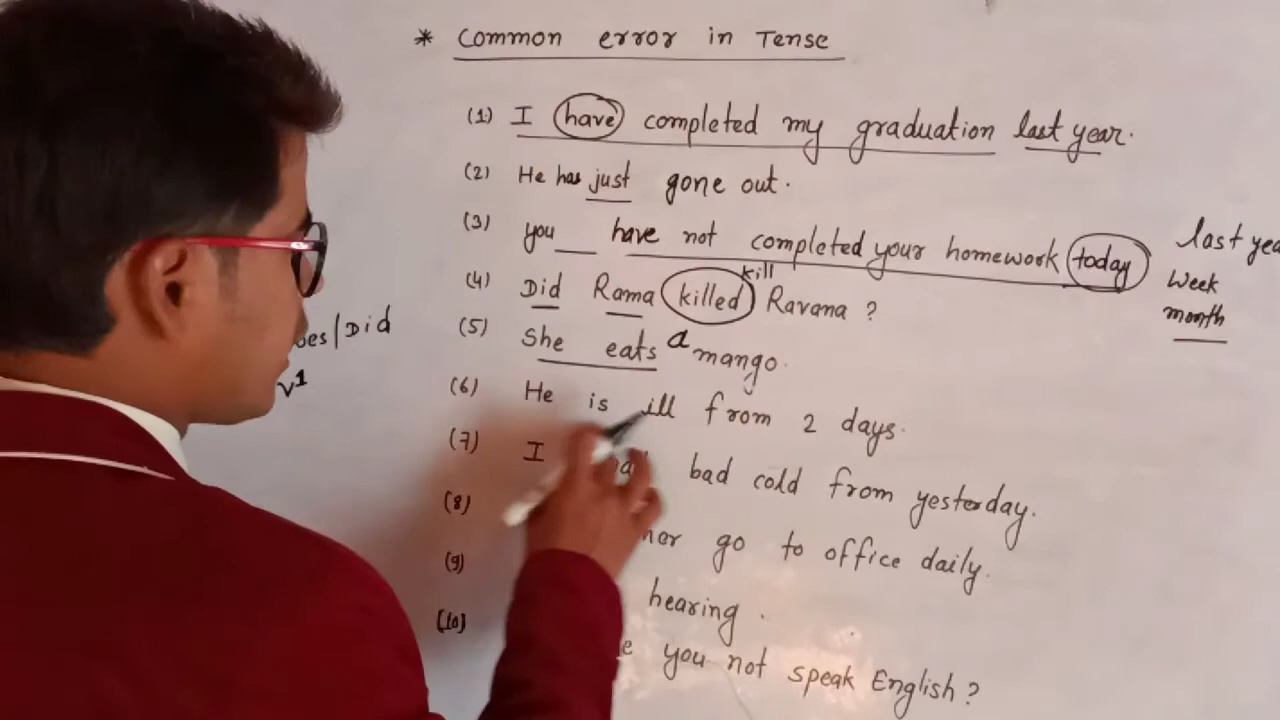 * Common error in Tense
(1) I have completed my graduation last year.
(2) He has just gone out.
(3) you have not completed your homework today
last
Week
month
kill
(4) Did Rama killed Ravana ?
/Did
v1
(5) She eats a mango.
(6) He is ill from 2 days.
(7) I bad cold from yesterday.
(8) go to office daily.
(9) hearing .
(10) you not speak English ?